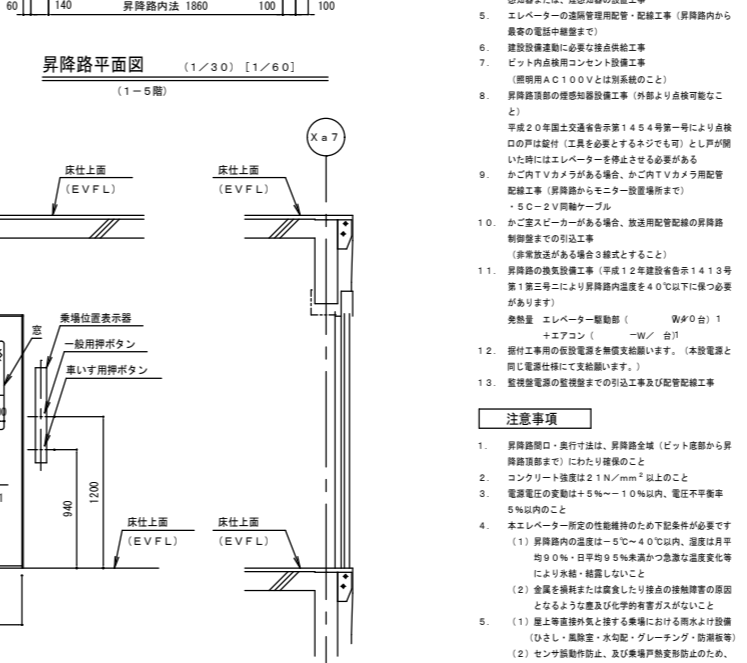 60 140 昇降路内法 1860 100 100
昇降路平面図 (1/30) [1/60]
(1-5階)
Xa7
床仕上面
(EVFL)
床仕上面
(EVFL)
窓
乗場位置表示器
一般用押ボタン
車いす用押ボタン
940
1200
床仕上面
(EVFL)
床仕上面
(EVFL)
5. エレベーターの遠隔管理用配管・配線工事(昇降路内から
最寄の電話中継盤まで)
6. 建設設備連動に必要な接点供給工事
7. ピット内点検用コンセント設備工事
(照明用AC100Vとは別系統のこと)
8. 昇降路頂部の煙感知器設備工事(外部より点検可能なこ
と)
平成20年国土交通省告示第1454号第一号により点検
口の戸は錠付(工具を必要とするネジでも可)とし戸が開
いた時にはエレベーターを停止させる必要がある
9. かご内TVカメラがある場合、かご内TVカメラ用配管
配線工事(昇降路からモニター設置場所まで)
・5C-2V同軸ケーブル
10. かご室スピーカーがある場合、放送用配管配線の昇降路
制御盤までの引込工事
(非常放送がある場合3線式とすること)
11. 昇降路の換気設備工事(平成12年建設省告示1413号
第1第三号ニにより昇降路内温度を40℃以下に保つ必要
があります)
発熱量 エレベーター駆動部( 台)1
+エアコン( -W/ 台)1
12. 据付工事用の仮設電源を無償支給願います。(本設電源と
同じ電源仕様にて支給願います。)
13. 監視盤電源の監視盤までの引込工事及び配管配線工事
注意事項
1. 昇降路間口・奥行寸法は、昇降路全域(ピット底部から昇
降路頂部まで)にわたり確保のこと
2. コンクリート強度は21N/mm²以上のこと
3. 電源電圧の変動は+5%~-10%以内、電圧不平衡率
5%以内のこと
4. 本エレベーター所定の性能維持のため下記条件が必要です
(1)昇降路内の温度は-5℃~40℃以内、湿度は月平
均90%・日平均95%未満かつ急激な温度変化等
により氷結・結露しないこと
(2)金属を損耗または腐食したり接点の接触障害の原因
となるような塵及び化学的有害ガスがないこと
5. (1)屋上等直接外気と接する乗場における雨水よけ設備
(ひさし・風除室・水勾配・グレーチング・防潮板等)
(2)センサ誤動作防止、及び乗場戸熱変形防止のため、